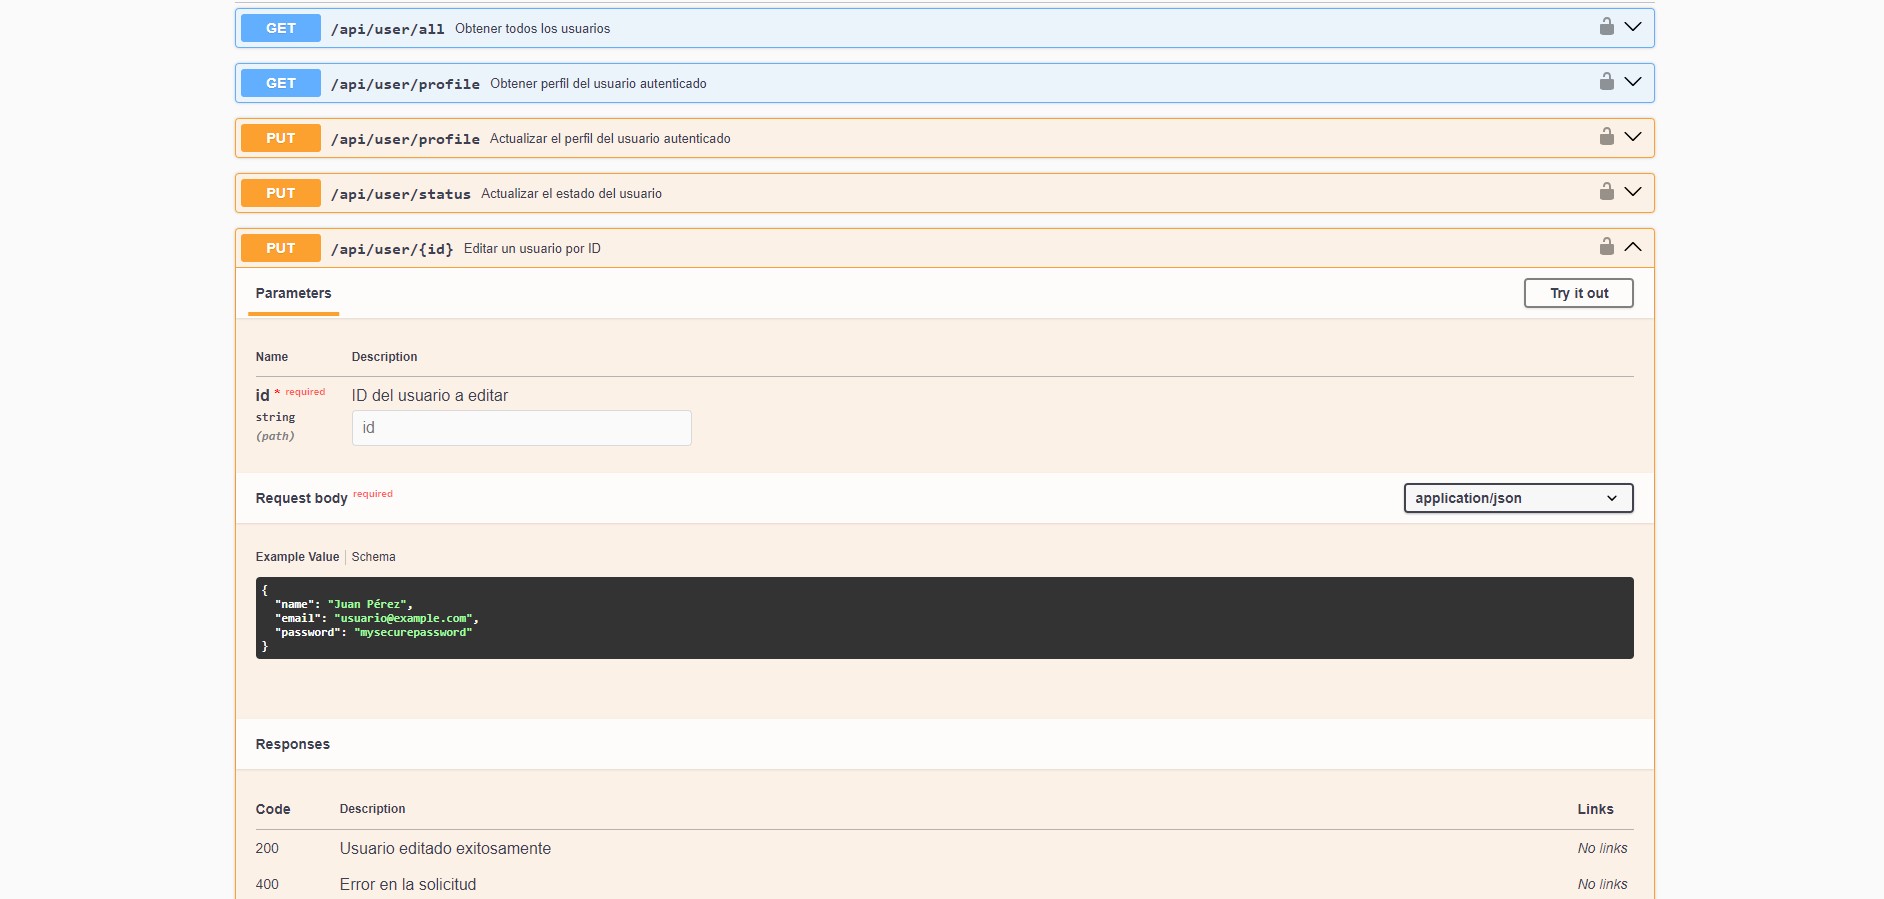 GET /api/user/all Obtener todos los usuarios
GET /api/user/profile Obtener perfil del usuario autenticado
PUT /api/user/profile Actualizar el perfil del usuario autenticado
PUT /api/user/status Actualizar el estado del usuario
PUT /api/user/{id} Editar un usuario por ID
Parameters Try it out
Name Description
id * required ID del usuario a editar
string
(path)
id
Request body required application/json
Example Value Schema
{
"name": "Juan Pérez",
"email": "usuario@example.com",
"password": "mysecurepassword"
}
Responses
Code Description Links
200 Usuario editado exitosamente No links
400 Error en la solicitud No links